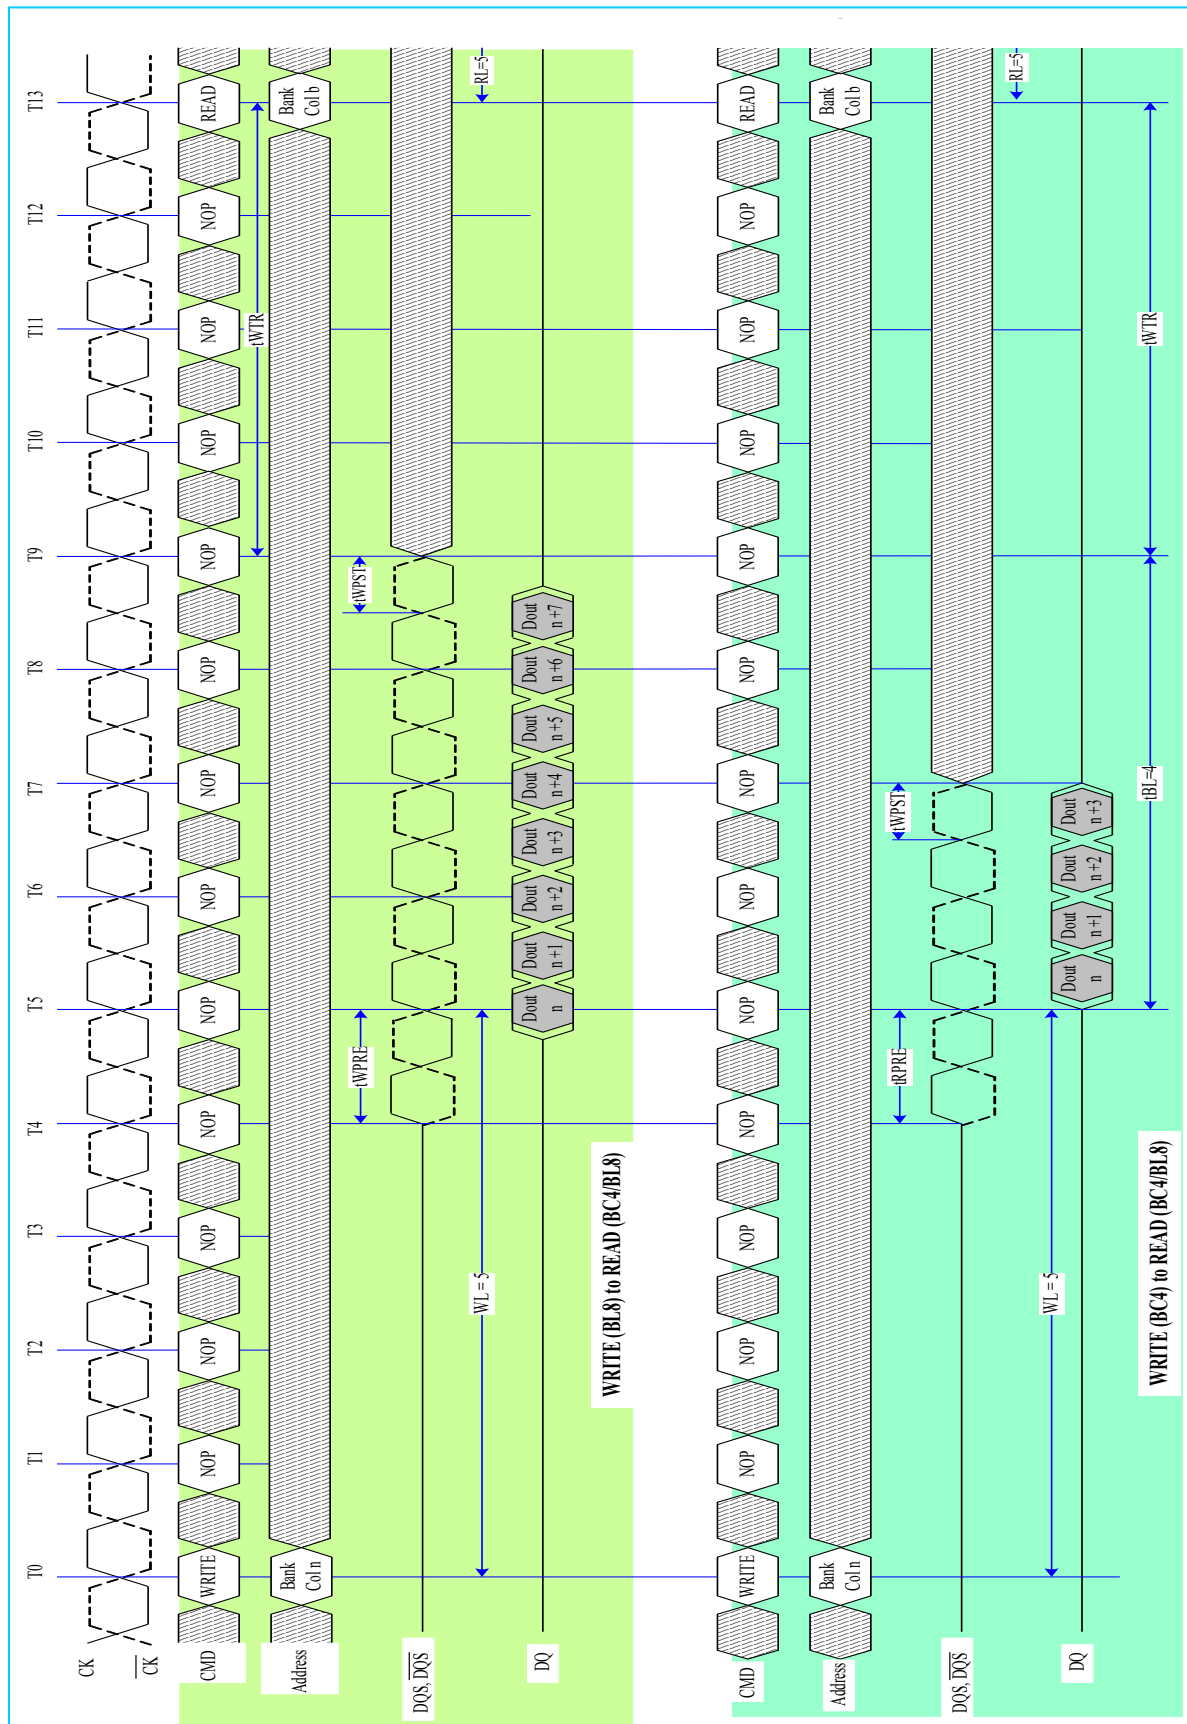 T0 T1 T2 T3 T4 T5 T6 T7 T8 T9 T10 T11 T12 T13
CK
CK
CMD WRITE NOP NOP NOP NOP NOP NOP NOP NOP NOP NOP NOP NOP READ
tWTR
Address Bank Col n Bank Col b
tWPRE tWPST
DQS, DQS
WL = 5 RL=5
DQ Dout n Dout n+1 Dout n+2 Dout n+3 Dout n+4 Dout n+5 Dout n+6 Dout n+7
WRITE (BL8) to READ (BC4/BL8)
CMD WRITE NOP NOP NOP NOP NOP NOP NOP NOP NOP NOP NOP NOP READ
Address Bank Col n Bank Col b
tRPRE tWPST
DQS, DQS
WL = 5 RL=5
DQ Dout n Dout n+1 Dout n+2 Dout n+3
tBL=4 tWTR
WRITE (BC4) to READ (BC4/BL8)